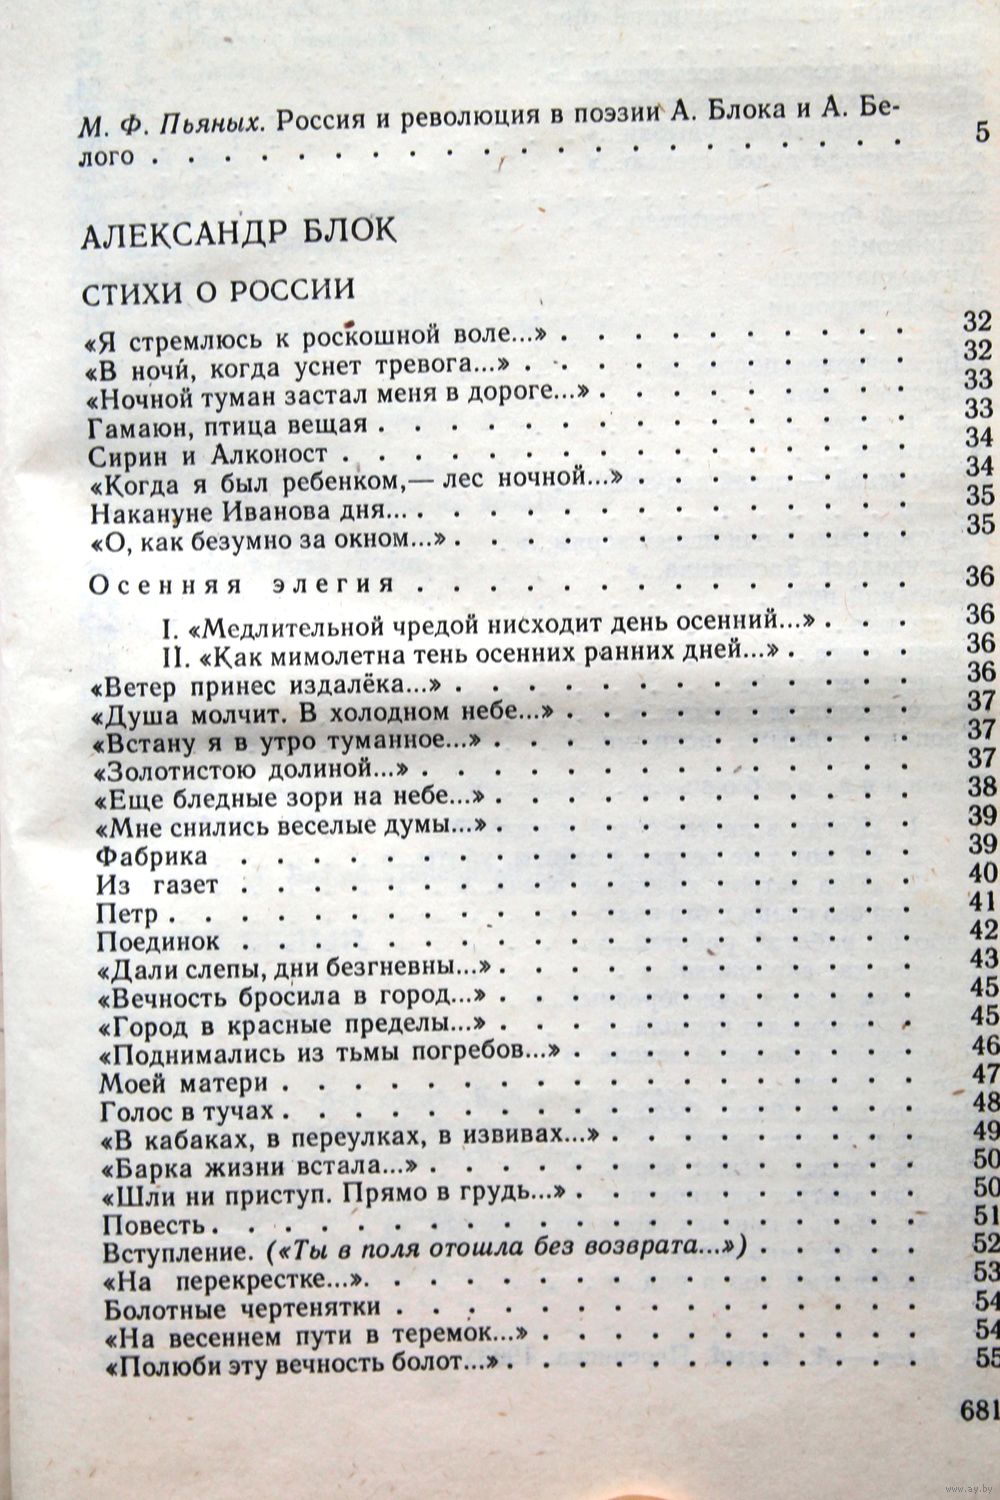 М. Ф. Пьяных. Россия и революция в поэзии А. Блока и А. Бе-
лого . . . . . . . . . . . . . . . . . . . . 5
АЛЕКСАНДР БЛОК
СТИХИ О РОССИИ
«Я стремлюсь к роскошной воле...» . . . . . . . . . . 32
«В ночи́, когда уснет тревога...» . . . . . . . . . . . 32
«Ночной туман застал меня в дороге...» . . . . . . . . . 33
Гамаюн, птица вещая . . . . . . . . . . . . . . . 33
Сирин и Алконост . . . . . . . . . . . . . . . . 34
«Когда я был ребенком,— лес ночной...» . . . . . . . . 34
Накануне Иванова дня... . . . . . . . . . . . . . . 35
«О, как безумно за окном...» . . . . . . . . . . . . . 35
Осенняя элегия . . . . . . . . . . . . . . 36
I. «Медлительной чредой нисходит день осенний...» . . . 36
II. «Как мимолетна тень осенних ранних дней...» . . . . 36
«Ветер принес издалёка...» . . . . . . . . . . . . . 36
«Душа молчит. В холодном небе...» . . . . . . . . . . 37
«Встану я в утро туманное...» . . . . . . . . . . . . 37
«Золотистою долиной...» . . . . . . . . . . . . . . 37
«Еще бледные зори на небе...» . . . . . . . . . . . . 38
«Мне снились веселые думы...» . . . . . . . . . . . . 39
Фабрика . . . . . . . . . . . . . . . . . . . 39
Из газет . . . . . . . . . . . . . . . . . . . 40
Петр . . . . . . . . . . . . . . . . . . . . . 41
Поединок . . . . . . . . . . . . . . . . . . . 42
«Дали слепы, дни безгневны...» . . . . . . . . . . . . 43
«Вечность бросила в город...» . . . . . . . . . . . . 45
«Город в красные пределы...» . . . . . . . . . . . . 45
«Поднимались из тьмы погребов...» . . . . . . . . . . 46
Моей матери . . . . . . . . . . . . . . . . . . 47
Голос в тучах . . . . . . . . . . . . . . . . . . 48
«В кабаках, в переулках, в извивах...» . . . . . . . . . 49
«Барка жизни встала...» . . . . . . . . . . . . . . 50
«Шли ни приступ. Прямо в грудь...» . . . . . . . . . . 50
Повесть . . . . . . . . . . . . . . . . . . . . 51
Вступление. («Ты в поля отошла без возврата...») . . . . . 52
«На перекрестке...». . . . . . . . . . . . . . . . 53
Болотные чертенятки . . . . . . . . . . . . . . . 54
«На весеннем пути в теремок...» . . . . . . . . . . . 54
«Полюби эту вечность болот...» . . . . . . . . . . . . 55
681
www.ay.by